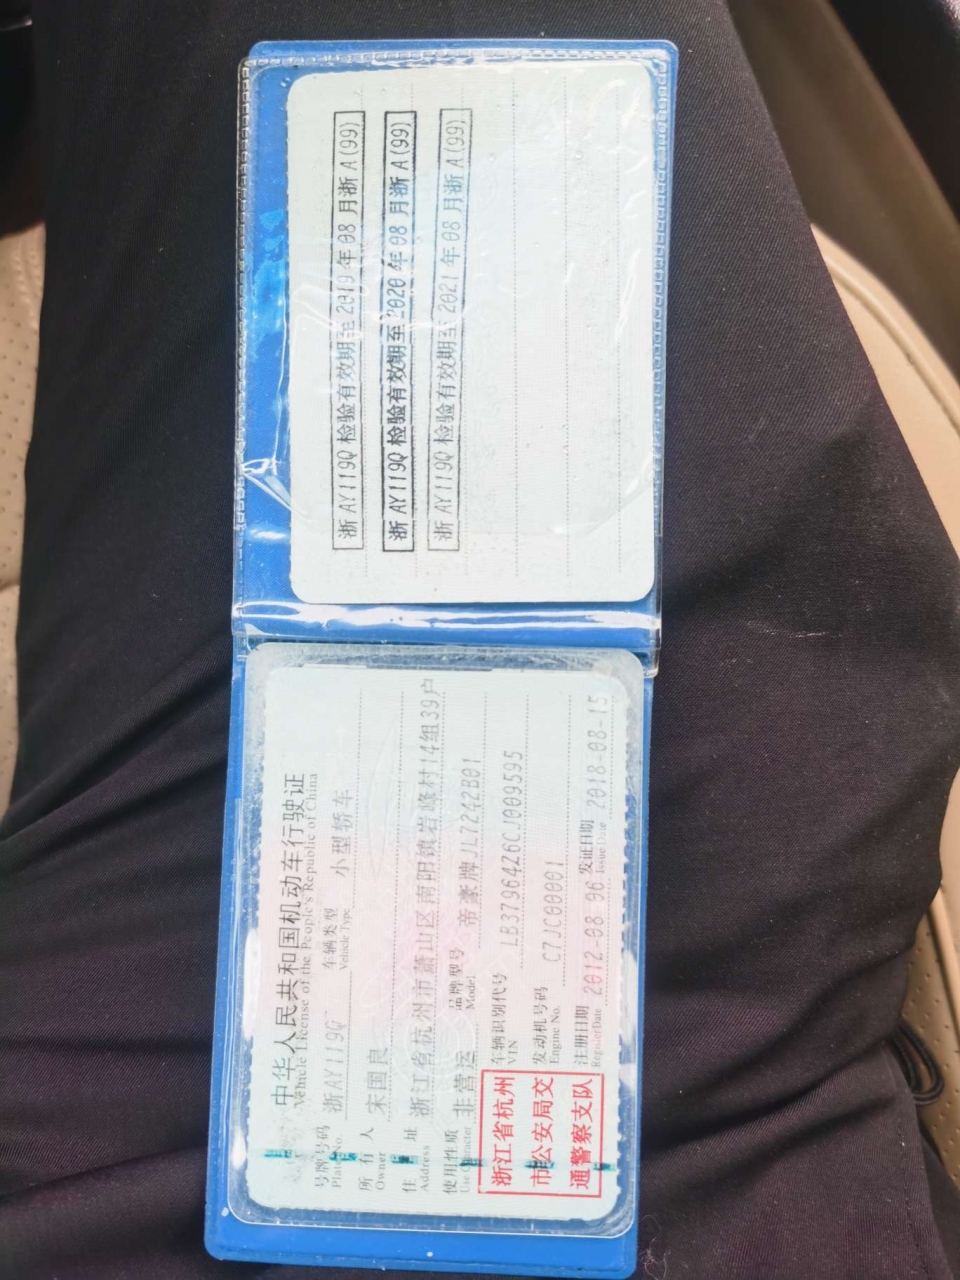 浙AY119Q检验有效期至2019年08月浙A(99)
浙AY119Q检验有效期至2020年08月浙A(99)
浙AY119Q检验有效期至2021年08月浙A(99)
中华人民共和国机动车行驶证
Vehicle License of the People's Republic of China
号牌号码 浙AY119Q 车辆类型 小型轿车
Plate No. Vehicle Type
所有人 宋国良
Owner
住址 浙江省杭州市萧山区南阳镇岩峰村14组39户
Address
使用性质 非营运 品牌型号 帝豪牌JL7242B01
Use Character Model
浙江省杭州
市公安局交
通警察支队
车辆识别代号 LB37964Z6CJ009595
VIN
发动机号码 C7JC00001
Engine No.
注册日期 2012-08-06 发证日期 2018-08-15
Register Date Issue Date